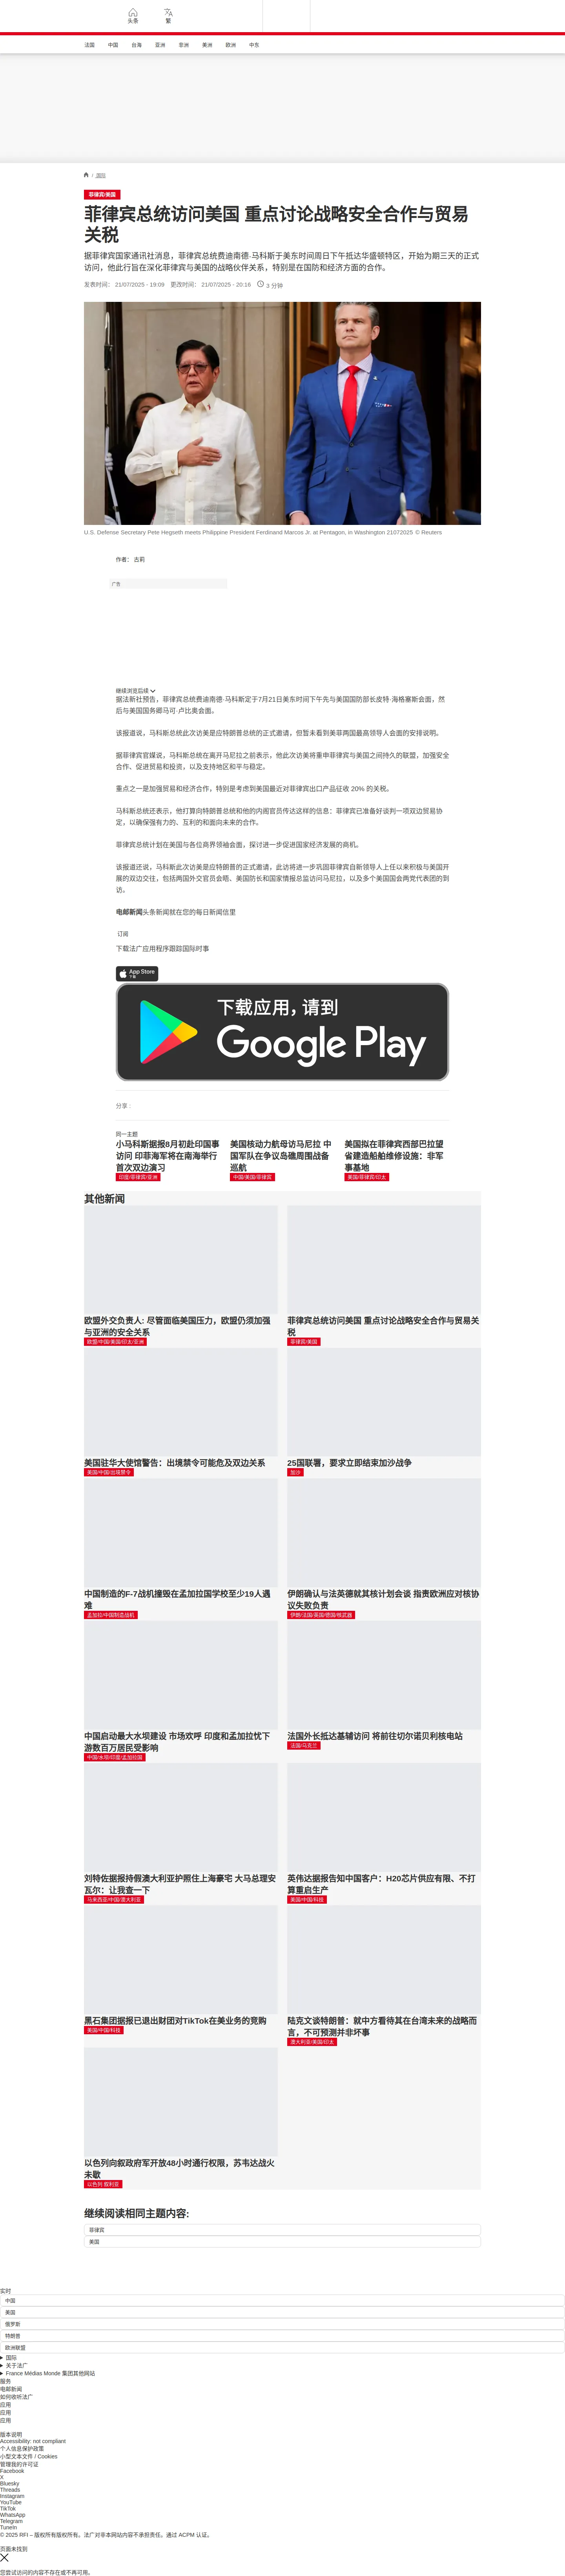 头条
繁
法国 中国 台海 亚洲 非洲 美洲 欧洲 中东
/ 国际
菲律宾/美国
菲律宾总统访问美国 重点讨论战略安全合作与贸易
关税
据菲律宾国家通讯社消息，菲律宾总统费迪南德·马科斯于美东时间周日下午抵达华盛顿特区，开始为期三天的正式
访问，他此行旨在深化菲律宾与美国的战略伙伴关系，特别是在国防和经济方面的合作。
发表时间： 21/07/2025 - 19:09 更改时间： 21/07/2025 - 20:16 3 分钟
U.S. Defense Secretary Pete Hegseth meets Philippine President Ferdinand Marcos Jr. at Pentagon, in Washington 21072025 © Reuters
作者： 古莉
广告
继续浏览后续
据法新社预告，菲律宾总统费迪南德·马科斯定于7月21日美东时间下午先与美国国防部长皮特·海格塞斯会面，然
后与美国国务卿马可·卢比奥会面。
该报道说，马科斯总统此次访美是应特朗普总统的正式邀请，但暂未看到美菲两国最高领导人会面的安排说明。
据菲律宾官媒说，马科斯总统在离开马尼拉之前表示，他此次访美将重申菲律宾与美国之间持久的联盟，加强安全
合作、促进贸易和投资，以及支持地区和平与稳定。
重点之一是加强贸易和经济合作，特别是考虑到美国最近对菲律宾出口产品征收 20% 的关税。
马科斯总统还表示，他打算向特朗普总统和他的内阁官员传达这样的信息：菲律宾已准备好谈判一项双边贸易协
定，以确保强有力的、互利的和面向未来的合作。
菲律宾总统计划在美国与各位商界领袖会面，探讨进一步促进国家经济发展的商机。
该报道还说，马科斯此次访美是应特朗普的正式邀请，此访将进一步巩固菲律宾自新领导人上任以来积极与美国开
展的双边交往，包括两国外交官员会晤、美国防长和国家情报总监访问马尼拉，以及多个美国国会两党代表团的到
访。
电邮新闻头条新闻就在您的每日新闻信里
订阅
下载法广应用程序跟踪国际时事
App Store
下载
下载应用，请到
Google Play
分享 :
同一主题
小马科斯据报8月初赴印国事
访问 印菲海军将在南海举行
首次双边演习
印度/菲律宾/亚洲
美国核动力航母访马尼拉 中
国军队在争议岛礁周围战备
巡航
中国/美国/菲律宾
美国拟在菲律宾西部巴拉望
省建造船舶维修设施：非军
事基地
美国/菲律宾/印太
其他新闻
欧盟外交负责人: 尽管面临美国压力，欧盟仍须加强
与亚洲的安全关系
欧盟/中国/美国/印太/亚洲
菲律宾总统访问美国 重点讨论战略安全合作与贸易关
税
菲律宾/美国
美国驻华大使馆警告：出境禁令可能危及双边关系
美国/中国/出境禁令
25国联署，要求立即结束加沙战争
加沙
中国制造的F-7战机撞毁在孟加拉国学校至少19人遇
难
孟加拉/中国制造战机
伊朗确认与法英德就其核计划会谈 指责欧洲应对核协
议失败负责
伊朗/法国/英国/德国/核武器
中国启动最大水坝建设 市场欢呼 印度和孟加拉忧下
游数百万居民受影响
中国/水坝/印度/孟加拉国
法国外长抵达基辅访问 将前往切尔诺贝利核电站
法国/乌克兰
刘特佐据报持假澳大利亚护照住上海豪宅 大马总理安
瓦尔：让我查一下
马来西亚/中国/澳大利亚
英伟达据报告知中国客户：H20芯片供应有限、不打
算重启生产
美国/中国/科技
黑石集团据报已退出财团对TikTok在美业务的竞购
美国/中国/科技
陆克文谈特朗普：就中方看待其在台湾未来的战略而
言，不可预测并非坏事
澳大利亚/美国/印太
以色列向叙政府军开放48小时通行权限，苏韦达战火
未歇
以色列 叙利亚
继续阅读相同主题内容:
菲律宾
美国
实时
中国
美国
俄罗斯
特朗普
欧洲联盟
国际
关于法广
France Médias Monde 集团其他网站
服务
电邮新闻
如何收听法广
应用
应用
应用
版本说明
Accessibility: not compliant
个人信息保护政策
小型文本文件 / Cookies
管理我的许可证
Facebook
X
Bluesky
Threads
Instagram
YouTube
TikTok
WhatsApp
Telegram
TuneIn
© 2025 RFI – 版权所有版权所有。法广对非本网站内容不承担责任。通过 ACPM 认证。
页面未找到
您尝试访问的内容不存在或不再可用。